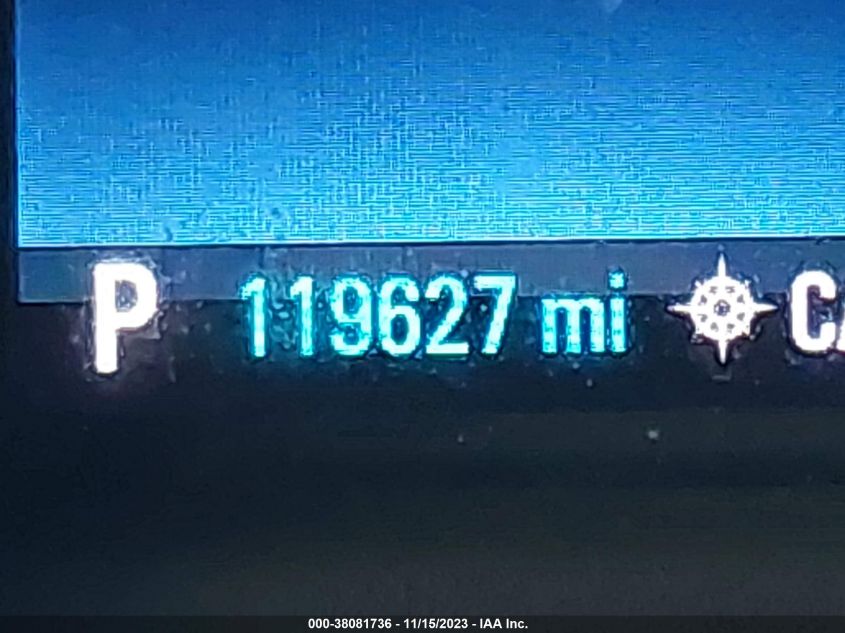 P 119627 mi
000-38081736 - 11/15/2023 - IAA Inc.